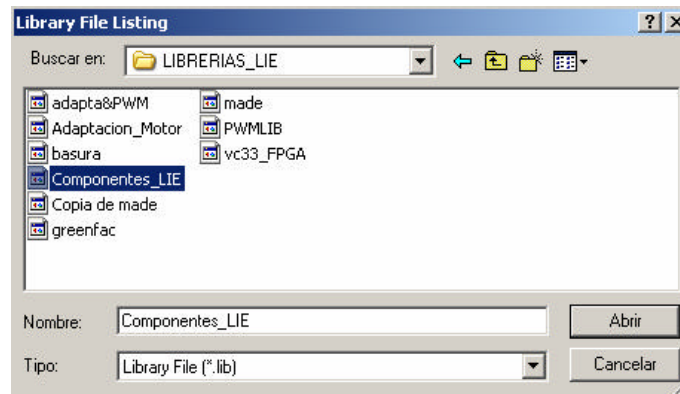 Library File Listing
Buscar en: LIBRERIAS_LIE
adapta&PWM made
Adaptacion_Motor PWMLIB
basura vc33_FPGA
Componentes_LIE
Copia de made
greenfac
Nombre: Componentes_LIE Abrir
Tipo: Library File (*.lib) Cancelar